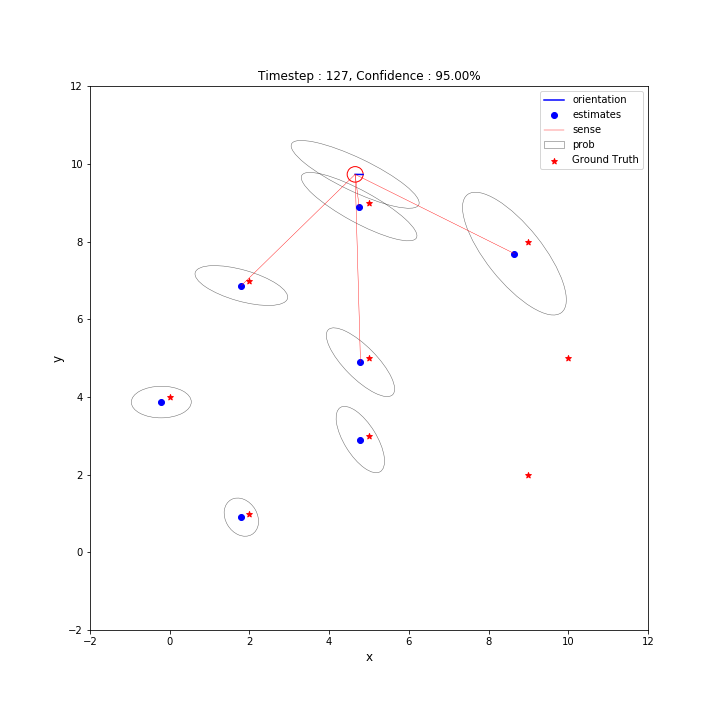 Timestep : 127, Confidence : 95.00%
orientation
estimates
sense
prob
Ground Truth
12
10
8
6
4
2
0
−2
y
−2 0 2 4 6 8 10 12
x